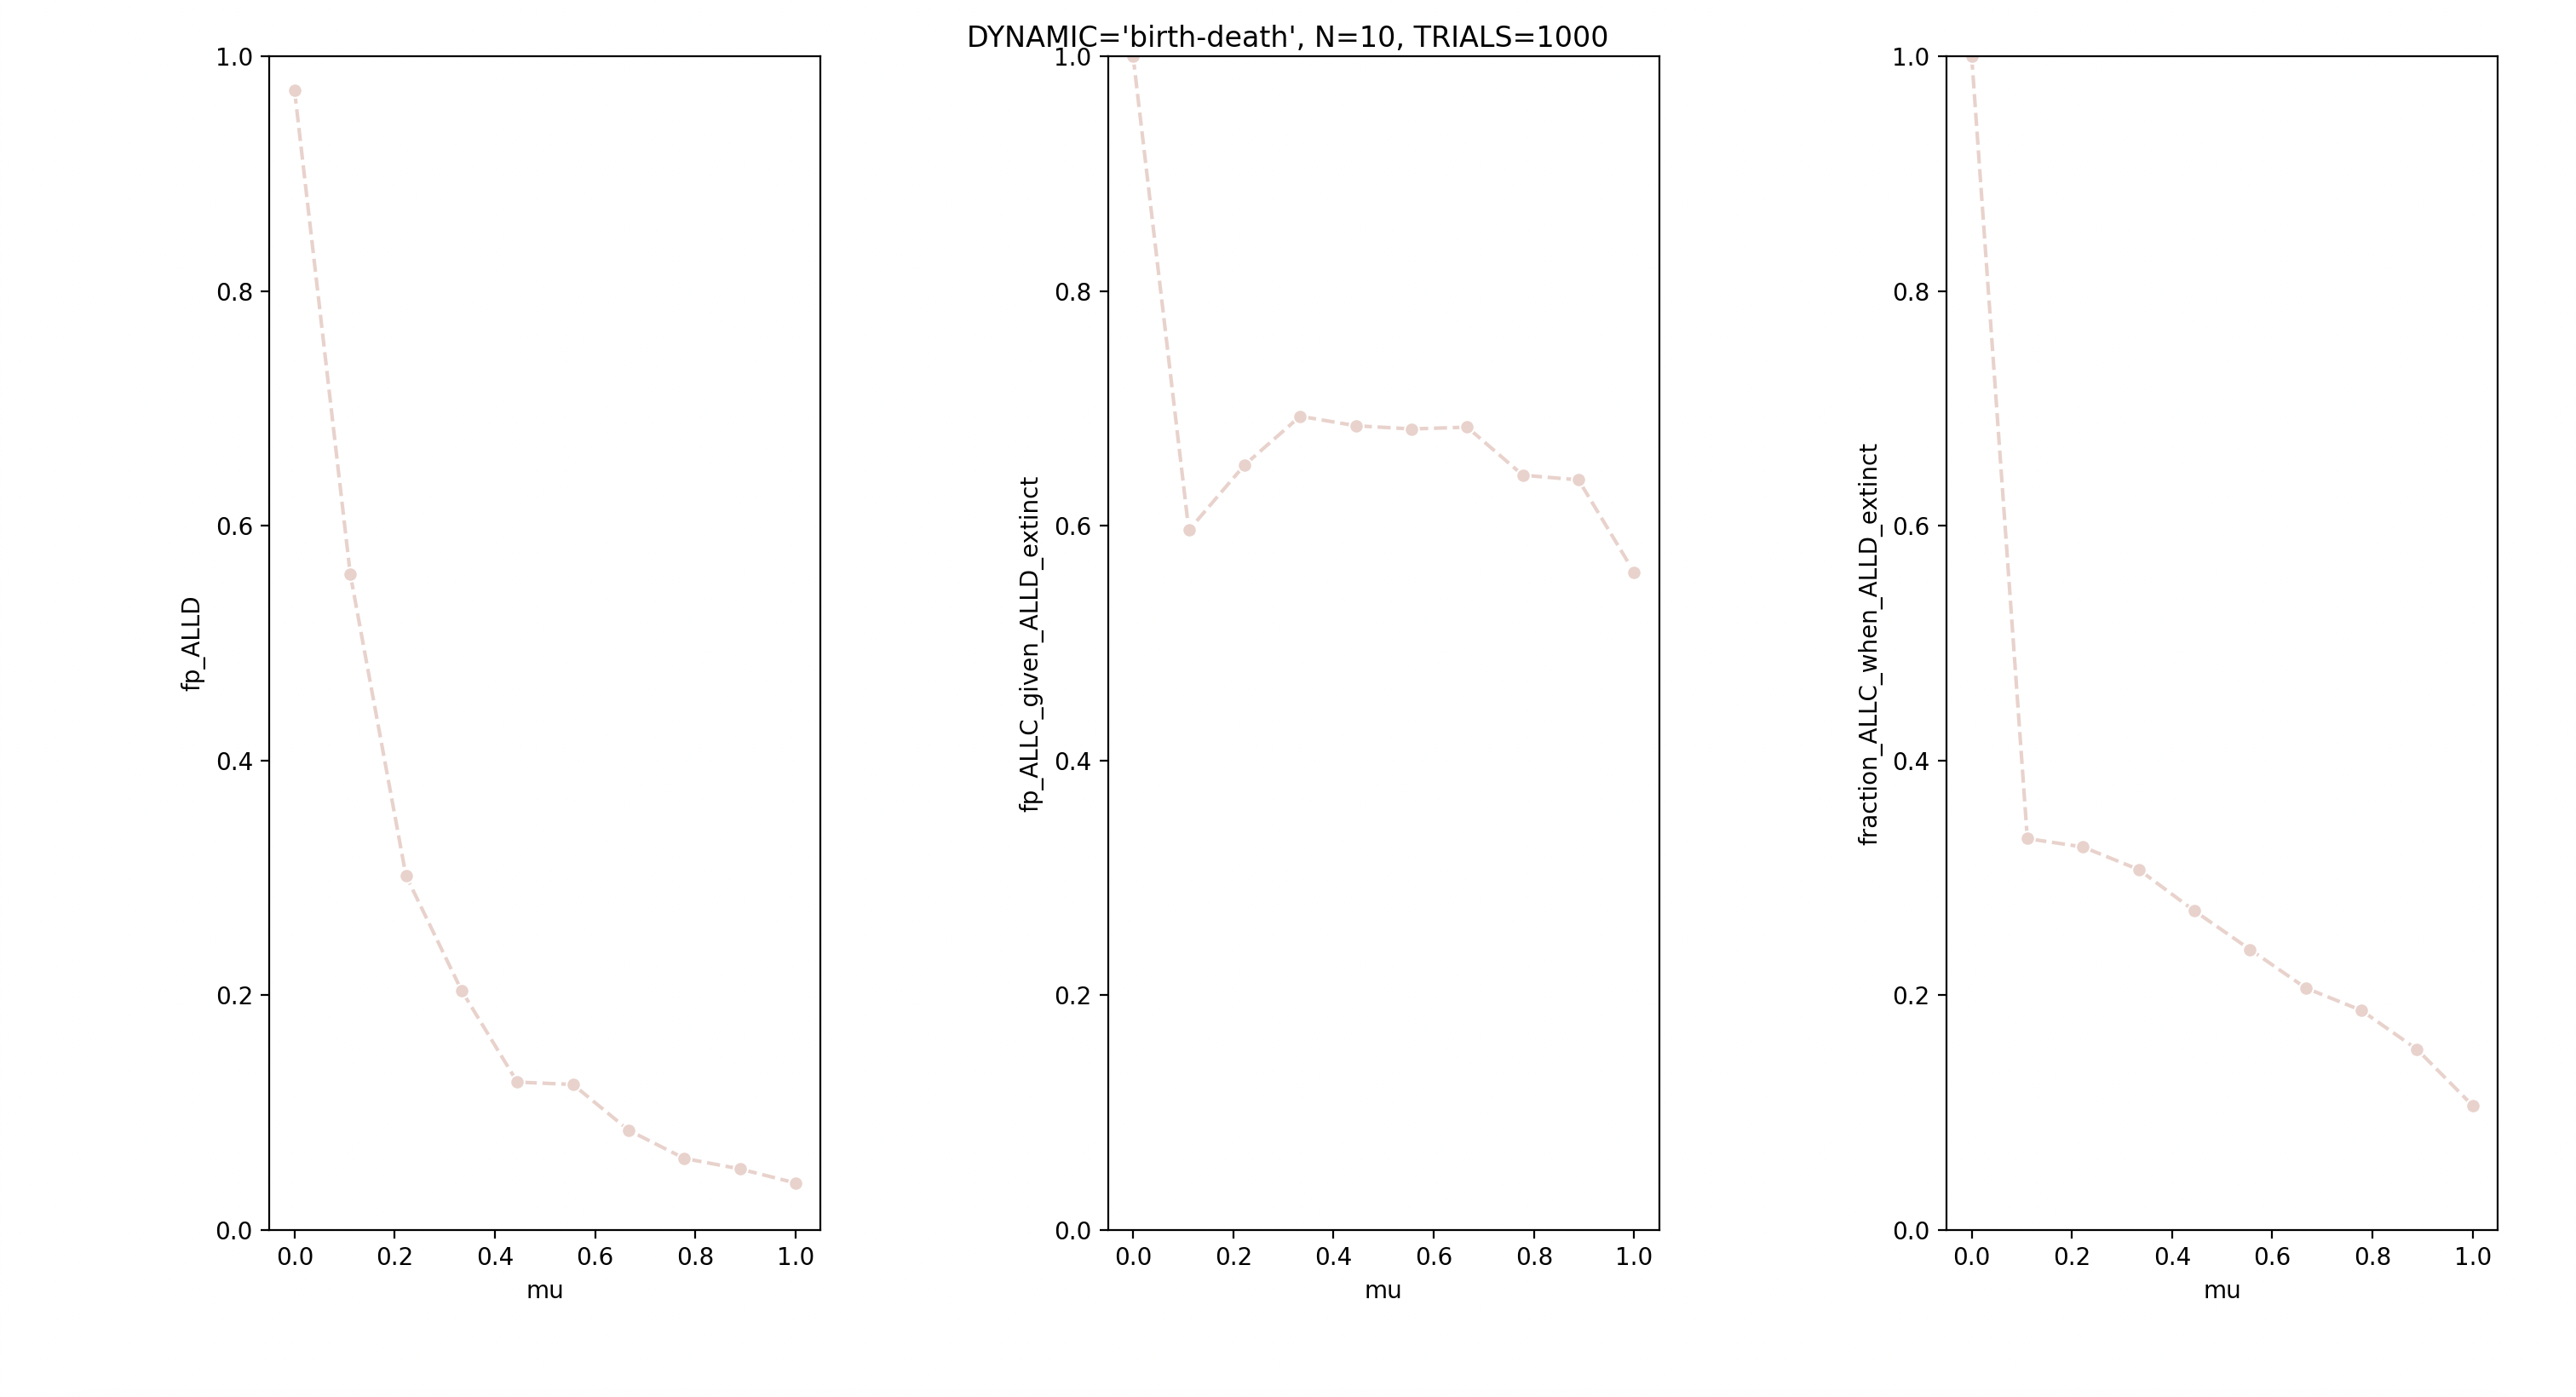 DYNAMIC='birth-death', N=10, TRIALS=1000
fp_ALLD
1.0
0.8
0.6
0.4
0.2
0.0
0.0 0.2 0.4 0.6 0.8 1.0
mu
fp_ALLC_given_ALLD_extinct
1.0
0.8
0.6
0.4
0.2
0.0
0.0 0.2 0.4 0.6 0.8 1.0
mu
fraction_ALLC_when_ALLD_extinct
1.0
0.8
0.6
0.4
0.2
0.0
0.0 0.2 0.4 0.6 0.8 1.0
mu